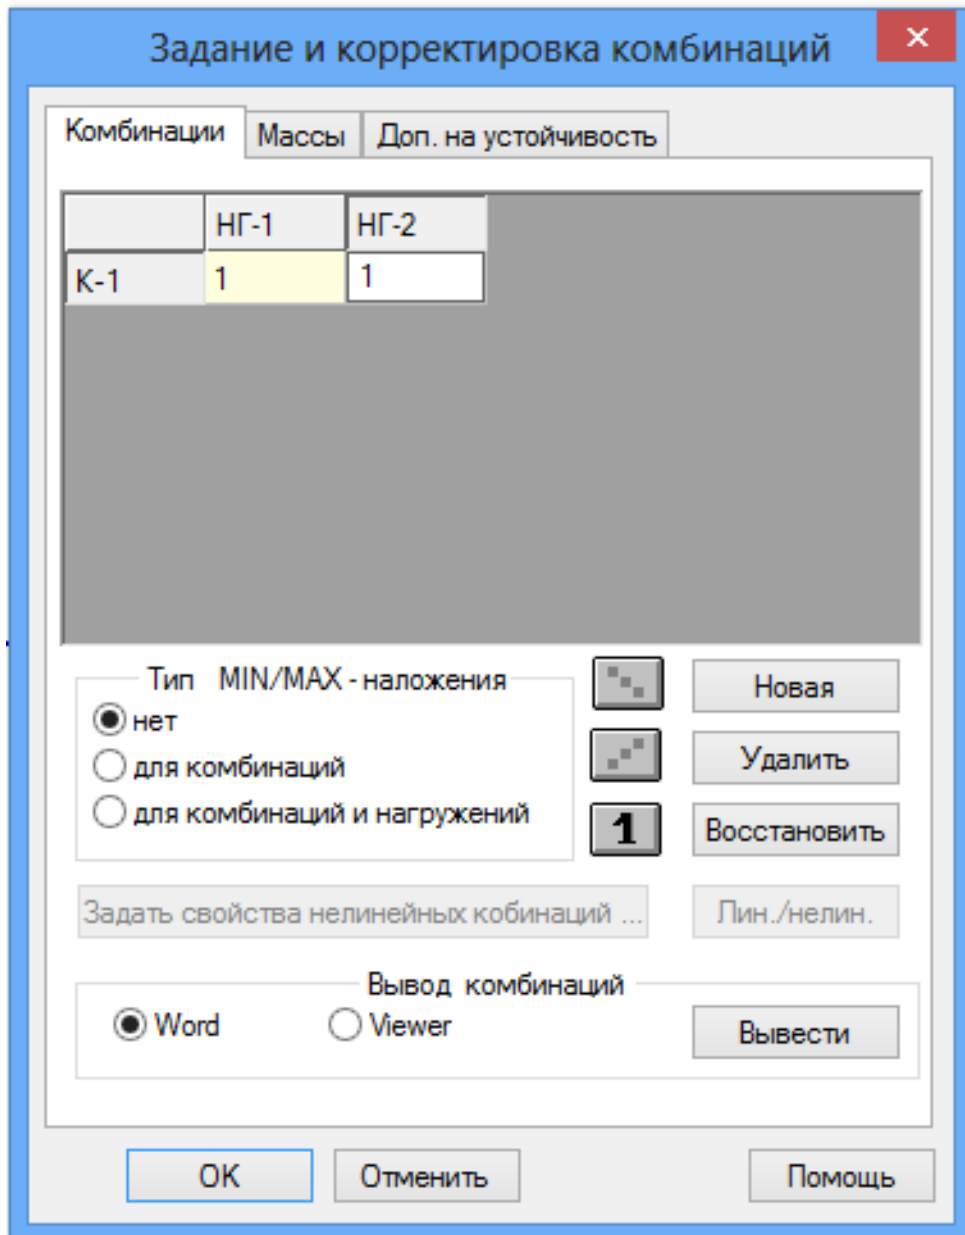 Задание и корректировка комбинаций
Комбинации Массы Доп. на устойчивость
НГ-1 НГ-2
К-1 1 1
Тип MIN/MAX - наложения
нет
для комбинаций
для комбинаций и нагружений
Новая
Удалить
1 Восстановить
Задать свойства нелинейных кобинаций ... Лин./нелин.
Вывод комбинаций
Word Viewer Вывести
OK Отменить Помощь